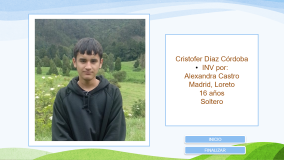 Cristofer Díaz Córdoba
• INV por:
Alexandra Castro
Madrid, Loreto
16 años
Soltero
INICIO
FINALIZAR